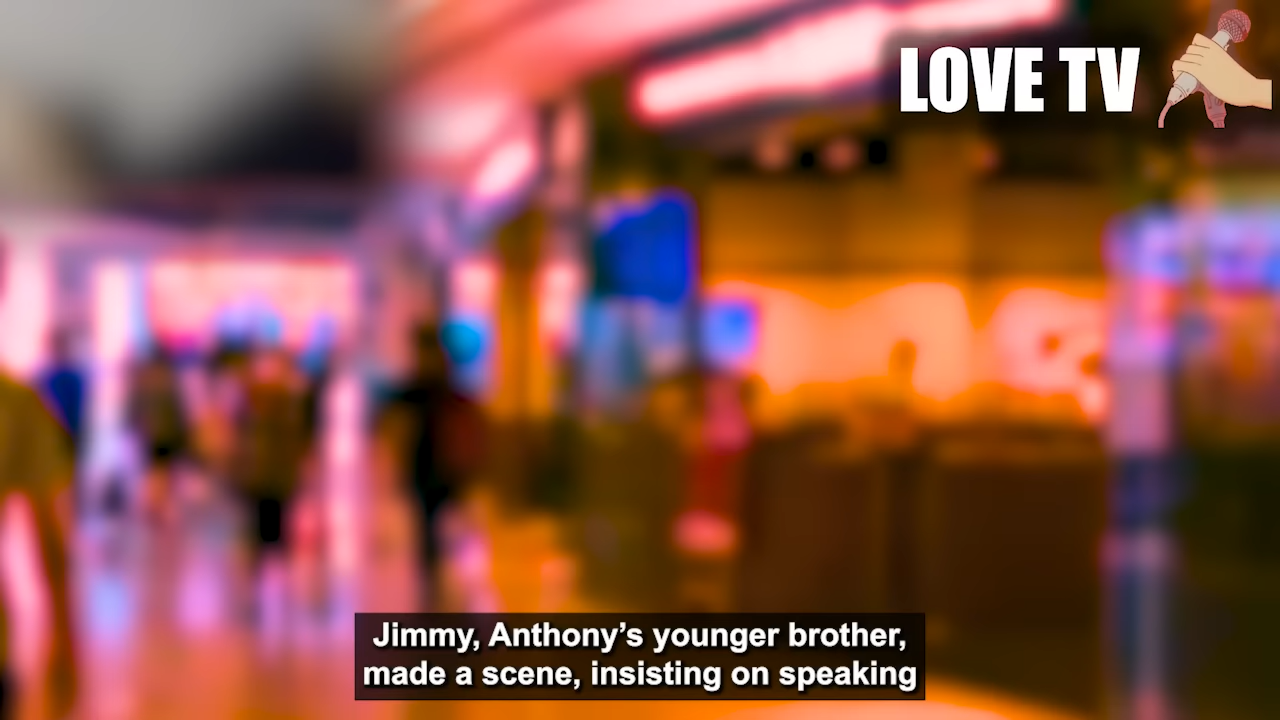 LOVE TV
Jimmy, Anthony’s younger brother,
made a scene, insisting on speaking